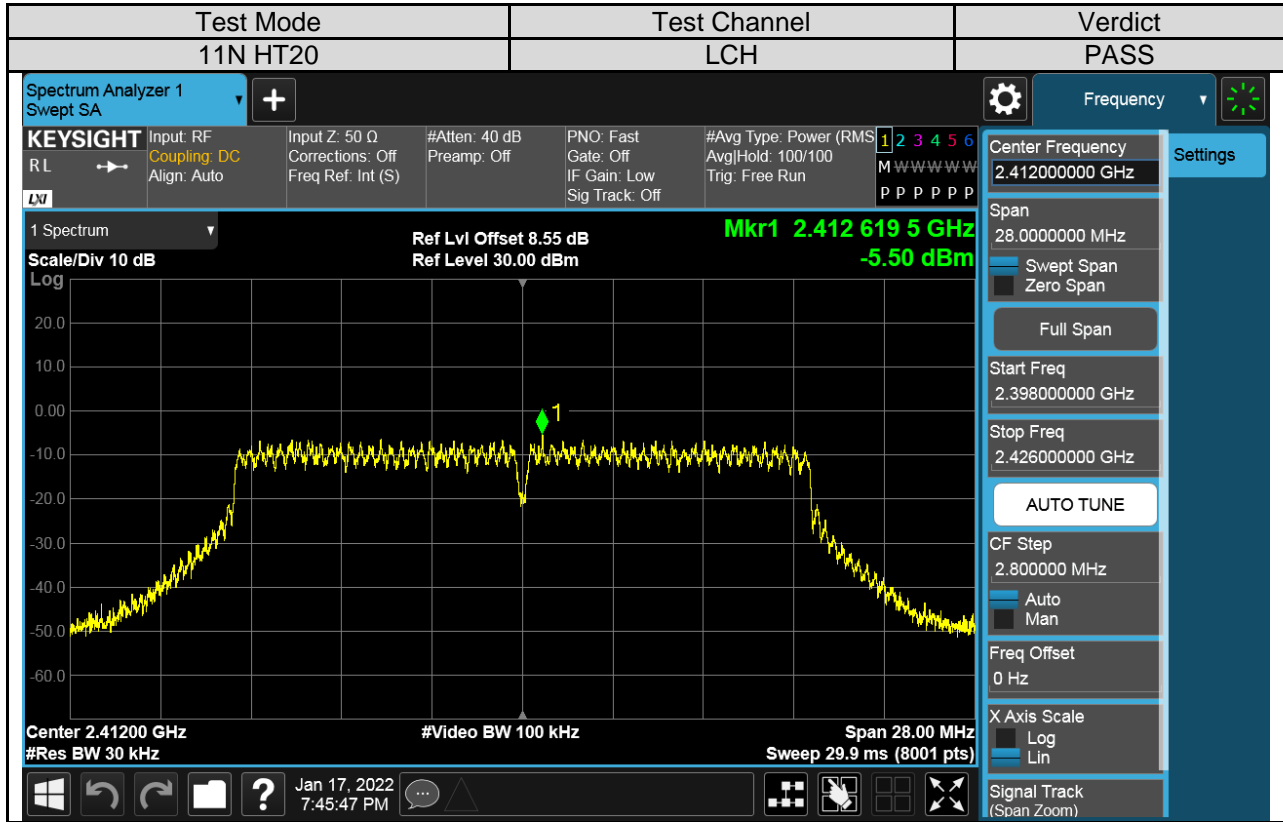 Test Mode Test Channel Verdict
11N HT20 LCH PASS
Spectrum Analyzer 1
Swept SA
Frequency
KEYSIGHT Input: RF Input Z: 50 Ω #Atten: 40 dB PNO: Fast #Avg Type: Power (RMS 1 2 3 4 5 6
R L Coupling: DC Corrections: Off Preamp: Off Gate: Off Avg|Hold: 100/100 M W W W W W
Align: Auto Freq Ref: Int (S) IF Gain: Low Trig: Free Run
LXI Sig Track: Off P P P P P P
1 Spectrum Ref Lvl Offset 8.55 dB Mkr1 2.412 619 5 GHz
Scale/Div 10 dB Ref Level 30.00 dBm -5.50 dBm
Log
20.0
10.0
0.00
1
-10.0
-20.0
-30.0
-40.0
-50.0
-60.0
Center 2.41200 GHz #Video BW 100 kHz Span 28.00 MHz
#Res BW 30 kHz Sweep 29.9 ms (8001 pts)
Center Frequency
2.412000000 GHz
Settings
Span
28.0000000 MHz
Swept Span
Zero Span
Full Span
Start Freq
2.398000000 GHz
Stop Freq
2.426000000 GHz
AUTO TUNE
CF Step
2.800000 MHz
Auto
Man
Freq Offset
0 Hz
X Axis Scale
Log
Lin
Signal Track
(Span Zoom)
? Jan 17, 2022
7:45:47 PM